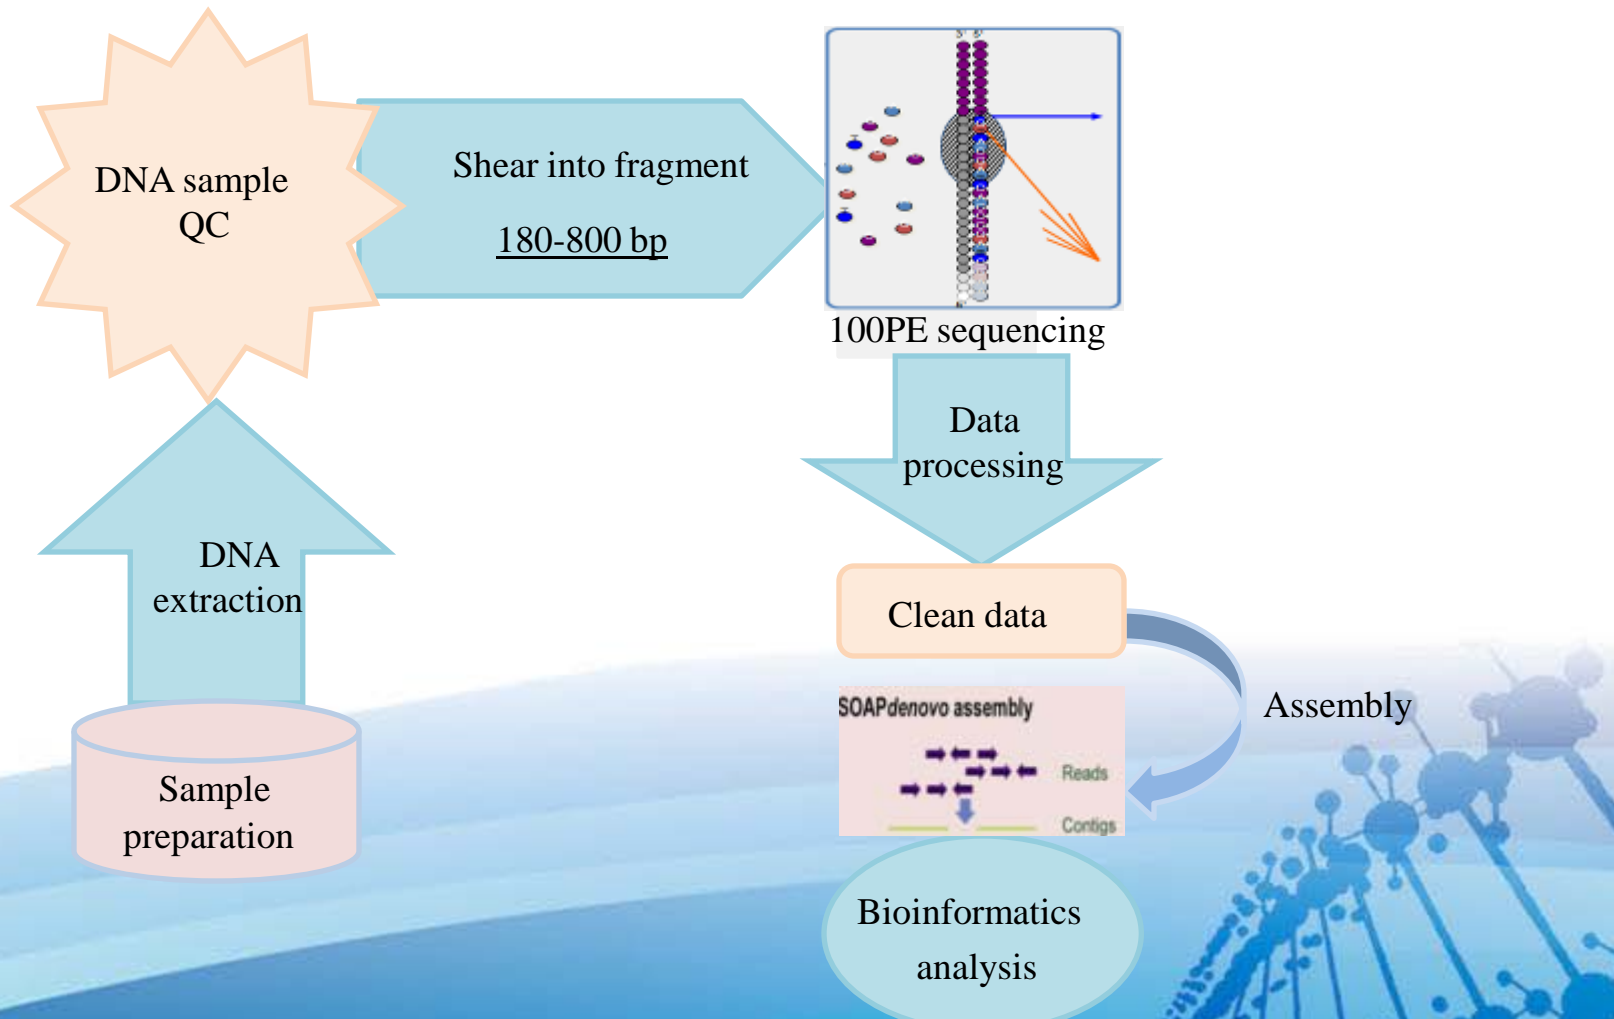 DNA sample
QC
Shear into fragment
180-800 bp
100PE sequencing
Data
processing
DNA
extraction
Clean data
Assembly
SOAPdenovo assembly
Reads
Contigs
Sample
preparation
Bioinformatics
analysis